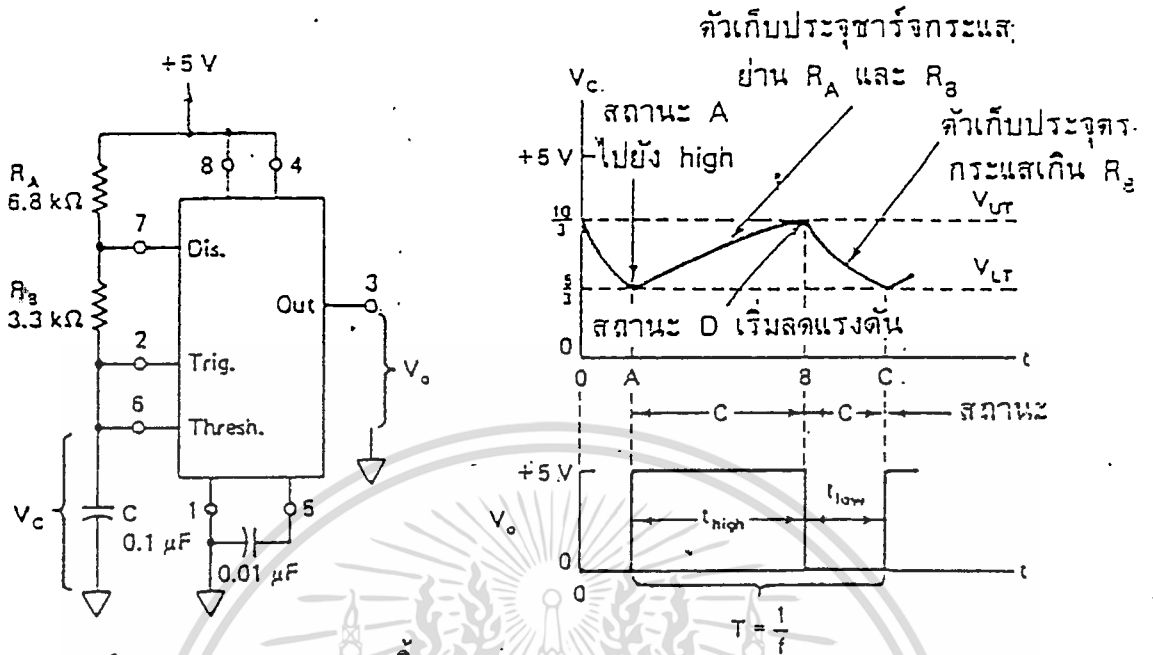 +5 V
R_A
6.8 kΩ
8
4
7
Dis.
R_B
3.3 kΩ
Out
3
2
Trig.
V_o
6
Thresh.
V_C
C
0.1 μF
1
5
0.01 μF
ตัวเก็บประจุชาร์จกระแส
ย่าน R_A และ R_B
V_C.
สถานะ A
ไปยัง high
ตัวเก็บประจุคา
กระแสเกิน R_B
+5 V
10/3
V_UT
5/3
V_LT
สถานะ D เริ่มลดแรงดัน
0
t
0
A
B
C.
C
C
สถานะ
+5 V
V_o
t_high
t_low
0
t
0
T = 1/f